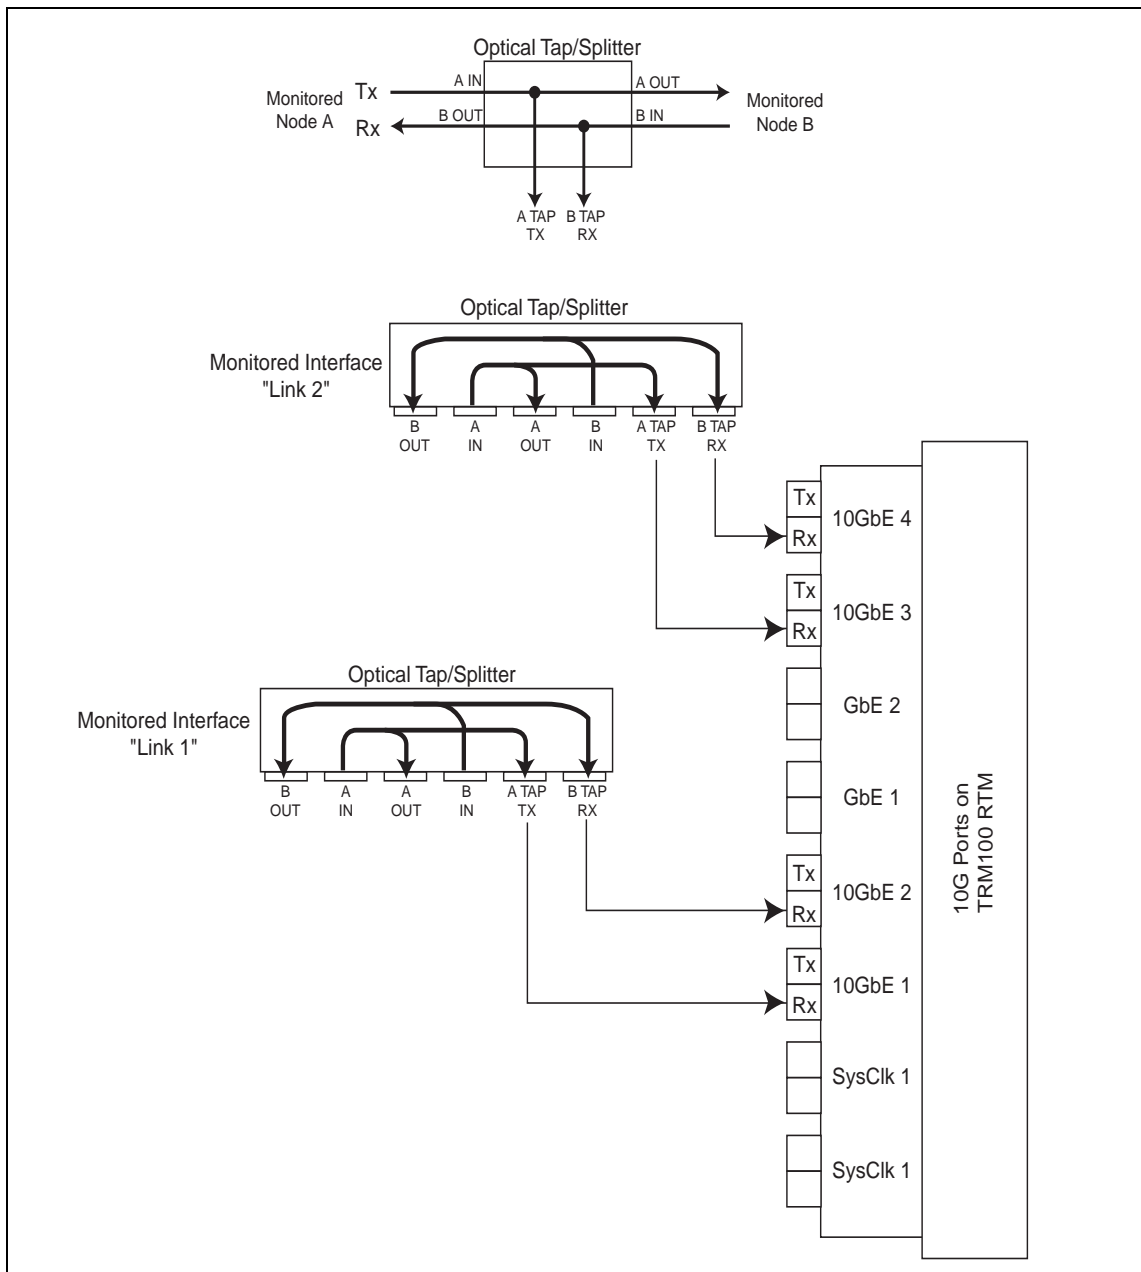 Optical Tap/Splitter
A IN
A OUT
Monitored
Node A
Tx
Rx
B OUT
B IN
Monitored
Node B
A TAP
TX
B TAP
RX
Optical Tap/Splitter
Monitored Interface
"Link 2"
B
OUT
A
IN
A
OUT
B
IN
A TAP
TX
B TAP
RX
Optical Tap/Splitter
Monitored Interface
"Link 1"
B
OUT
A
IN
A
OUT
B
IN
A TAP
TX
B TAP
RX
Tx
Rx
10GbE 4
Tx
Rx
10GbE 3
GbE 2
GbE 1
Tx
Rx
10GbE 2
Tx
Rx
10GbE 1
SysClk 1
SysClk 1
10G Ports on
TRM100 RTM